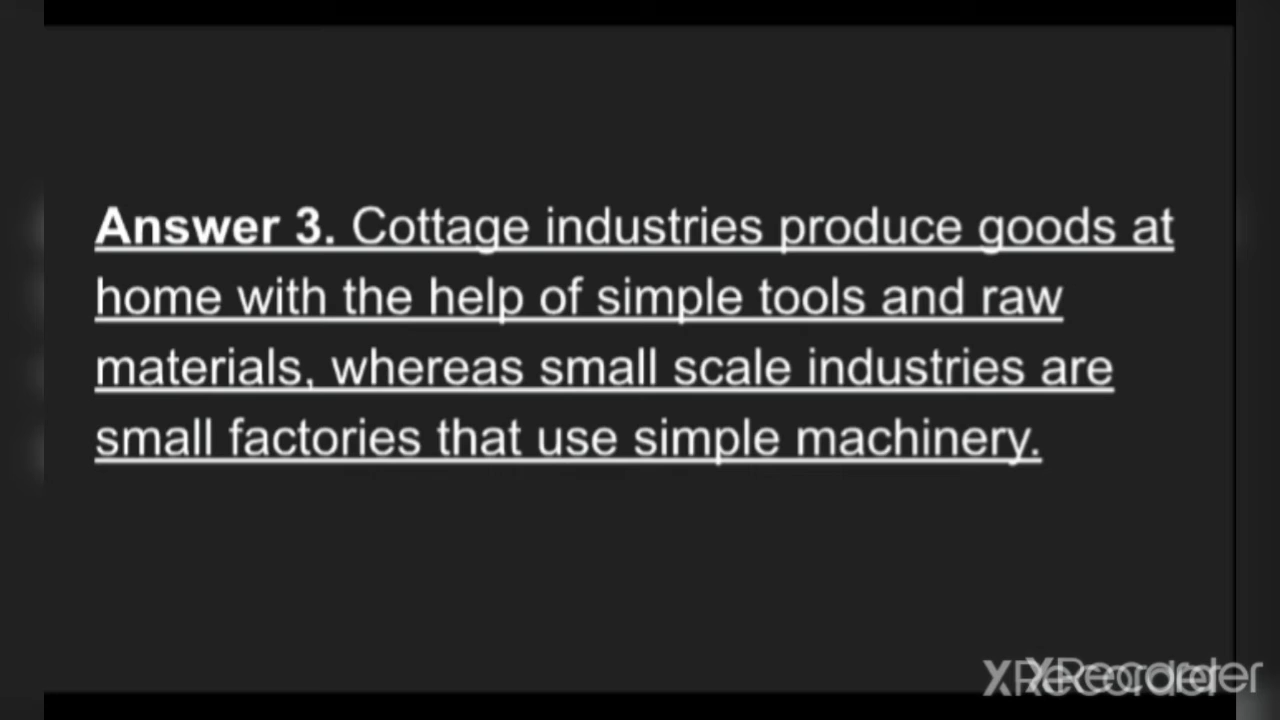 Answer 3. Cottage industries produce goods at
home with the help of simple tools and raw
materials, whereas small scale industries are
small factories that use simple machinery.
XRecorder